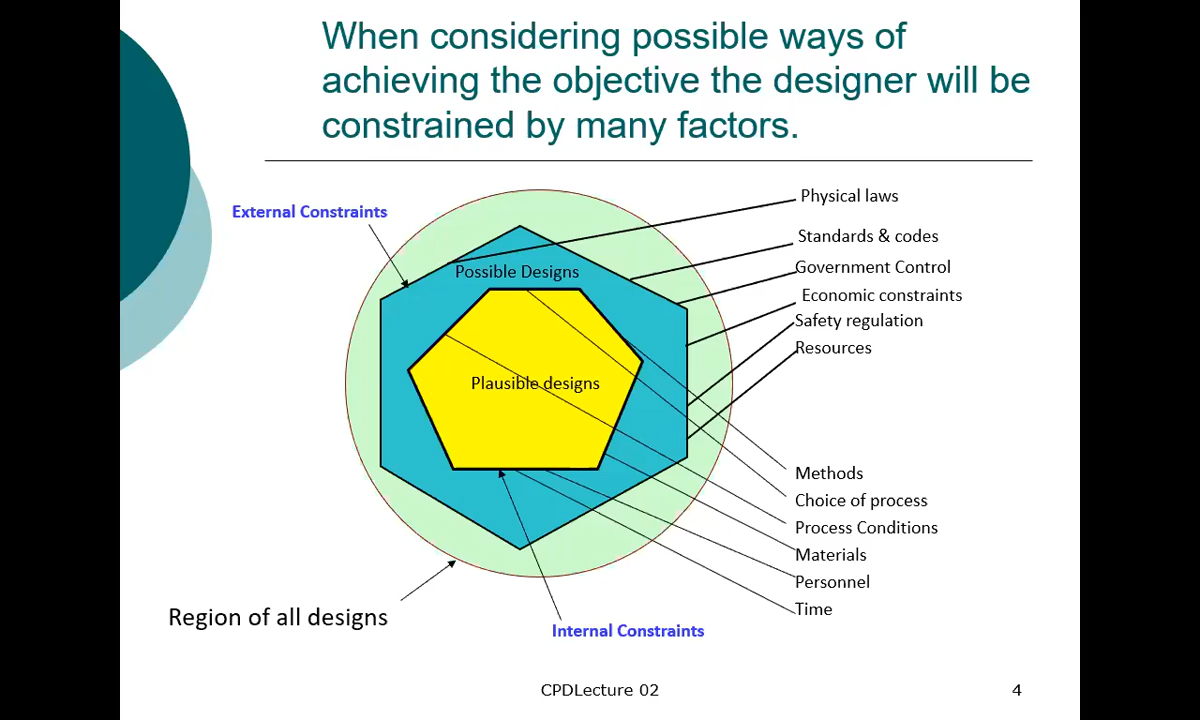 When considering possible ways of
achieving the objective the designer will be
constrained by many factors.
External Constraints
Physical laws
Standards & codes
Government Control
Economic constraints
Safety regulation
Resources
Possible Designs
Plausible designs
Methods
Choice of process
Process Conditions
Materials
Personnel
Time
Region of all designs
Internal Constraints
CPDLecture 02
4